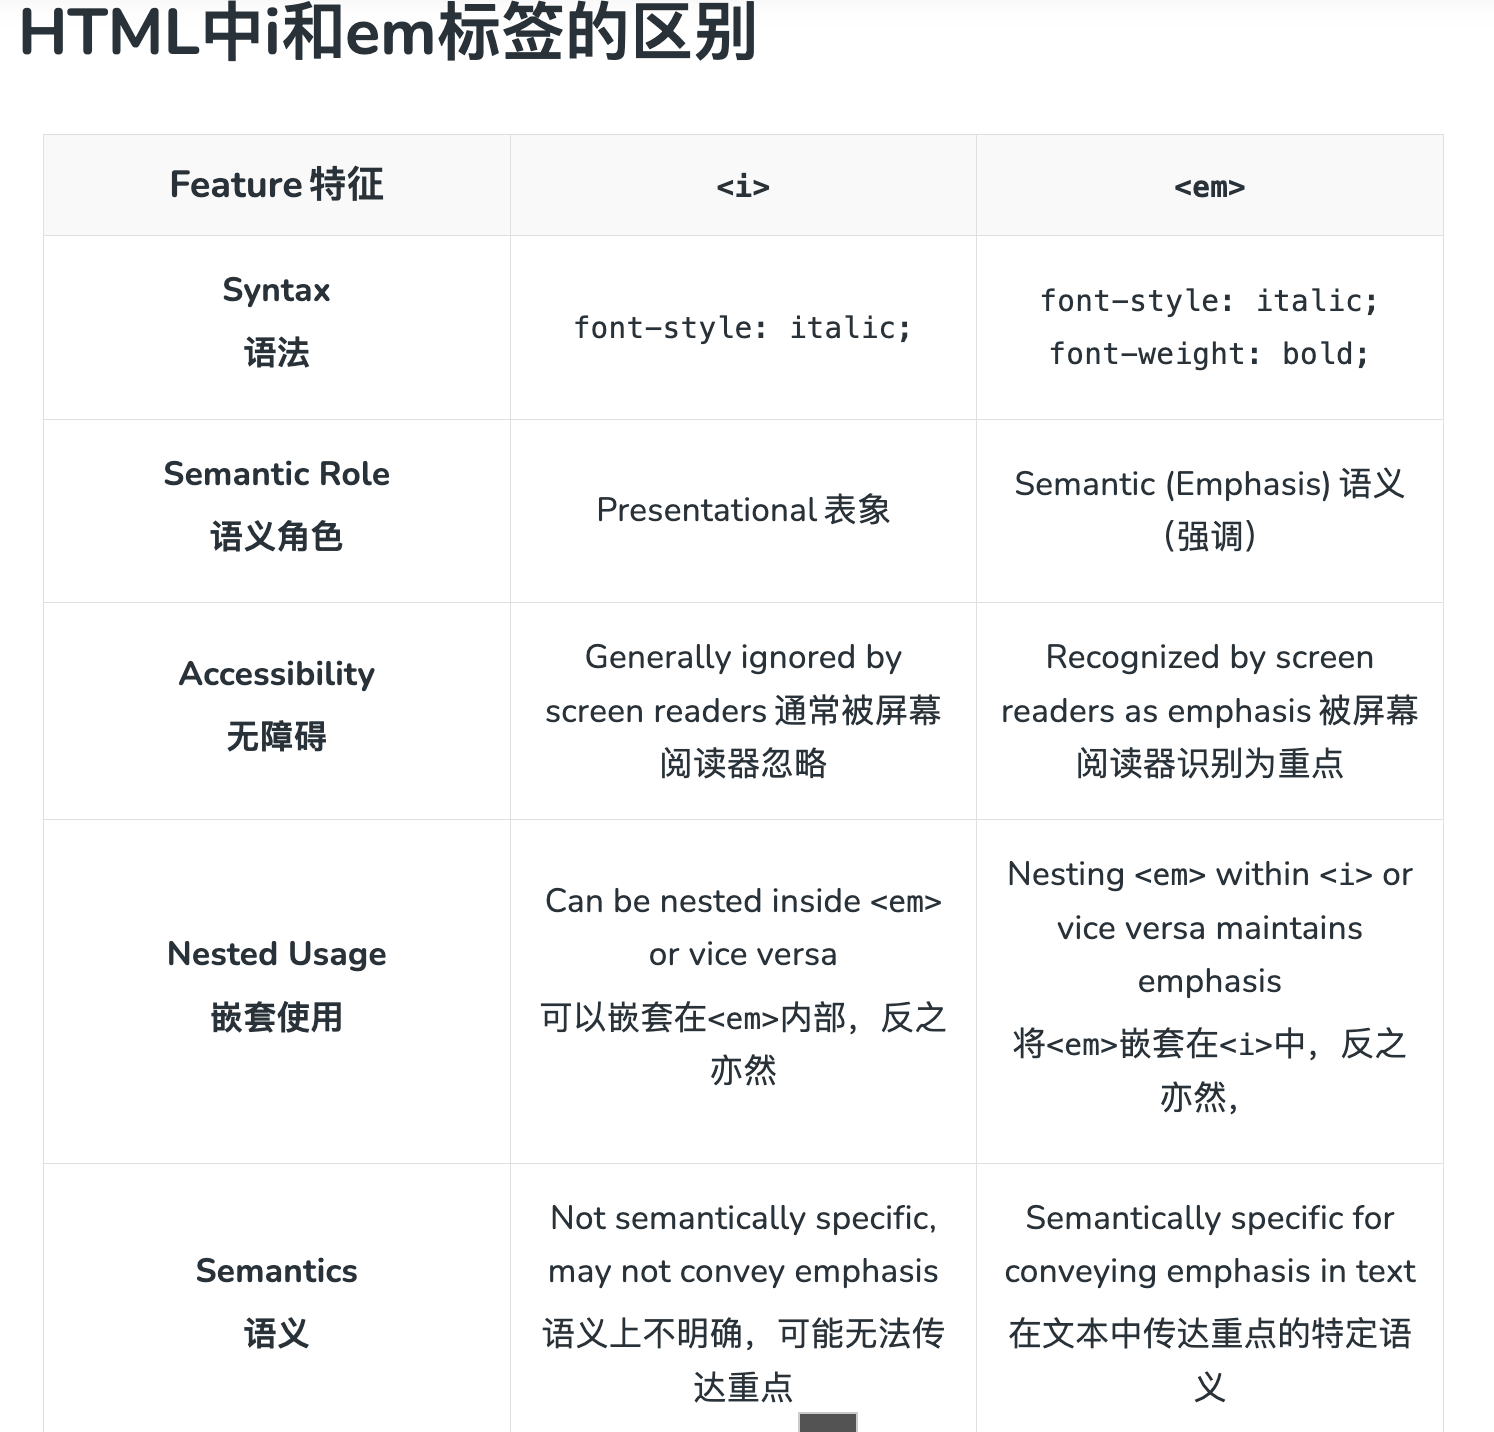 HTML中i和em标签的区别
Feature 特征
<i>
<em>
Syntax
语法
font-style: italic;
font-style: italic;
font-weight: bold;
Semantic Role
语义角色
Presentational 表象
Semantic (Emphasis) 语义
（强调）
Accessibility
无障碍
Generally ignored by
screen readers 通常被屏幕
阅读器忽略
Recognized by screen
readers as emphasis 被屏幕
阅读器识别为重点
Nested Usage
嵌套使用
Can be nested inside <em>
or vice versa
可以嵌套在<em>内部，反之
亦然
Nesting <em> within <i> or
vice versa maintains
emphasis
将<em>嵌套在<i>中，反之
亦然，
Semantics
语义
Not semantically specific,
may not convey emphasis
语义上不明确，可能无法传
达重点
Semantically specific for
conveying emphasis in text
在文本中传达重点的特定语
义